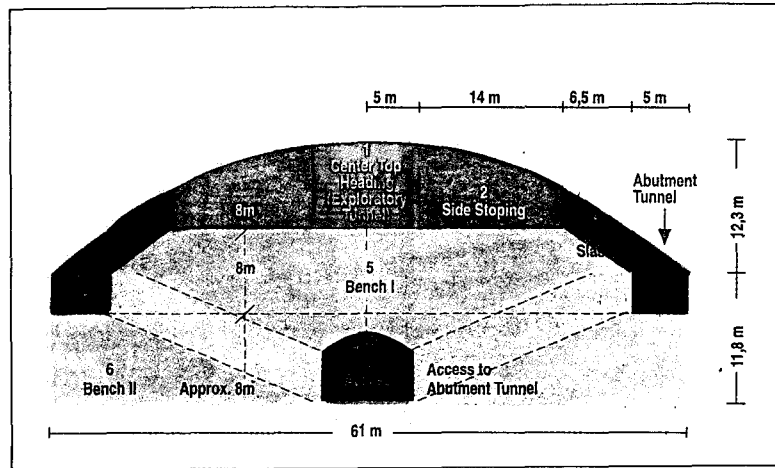 5 m
14 m
6,5 m
5 m
1
Center Top
Heading
Exploratory
Tunnel
2
Side Stoping
8m
Abutment
Tunnel
12,3 m
8m
5
Bench I
6
Bench II
Approx. 8m
Access to
Abutment Tunnel
11,8 m
61 m